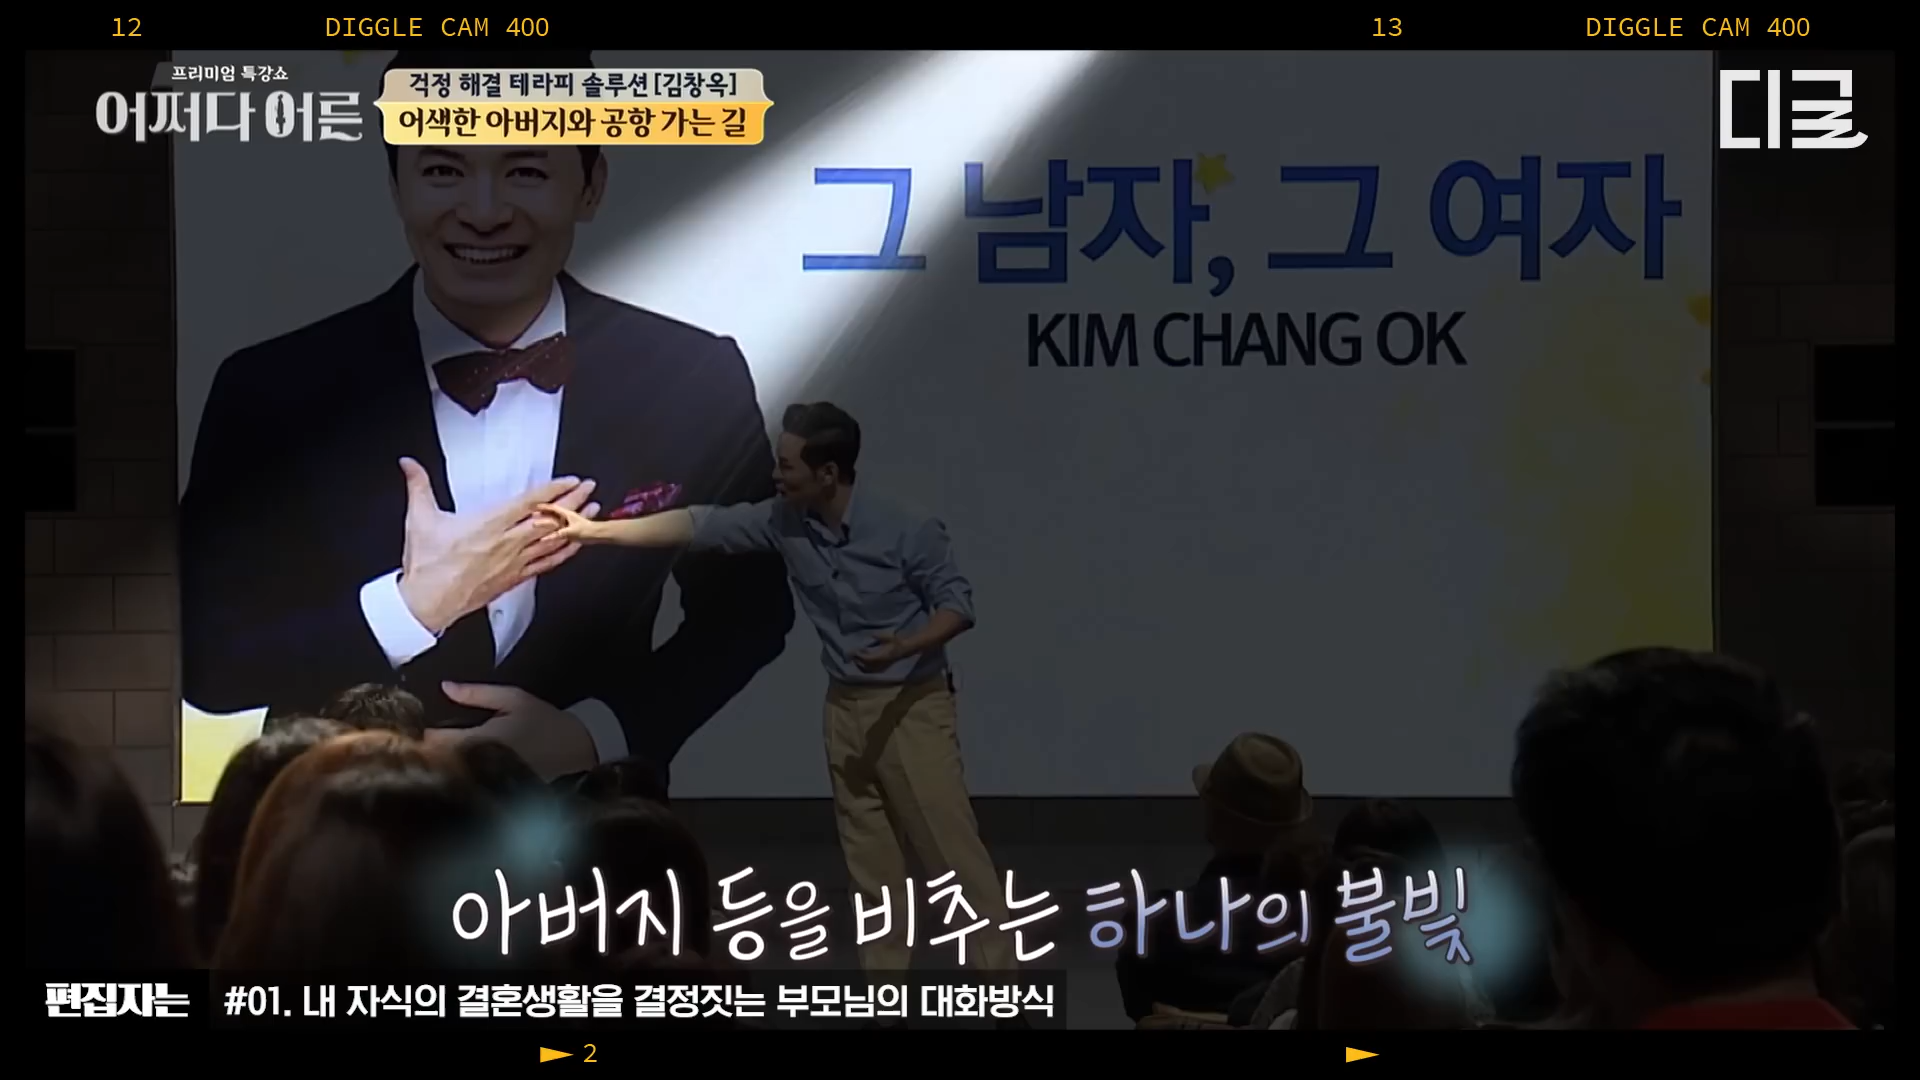 12 DIGGLE CAM 400 13 DIGGLE CAM 400
프리미엄 특강쇼
어쩌다 어른
걱정 해결 테라피 솔루션 [김창옥]
어색한 아버지와 공항 가는 길
디글
그 남자, 그 여자
KIM CHANG OK
아버지 등을 비추는 하나의 불빛
편집자는 #01. 내 자식의 결혼생활을 결정짓는 부모님의 대화방식
2